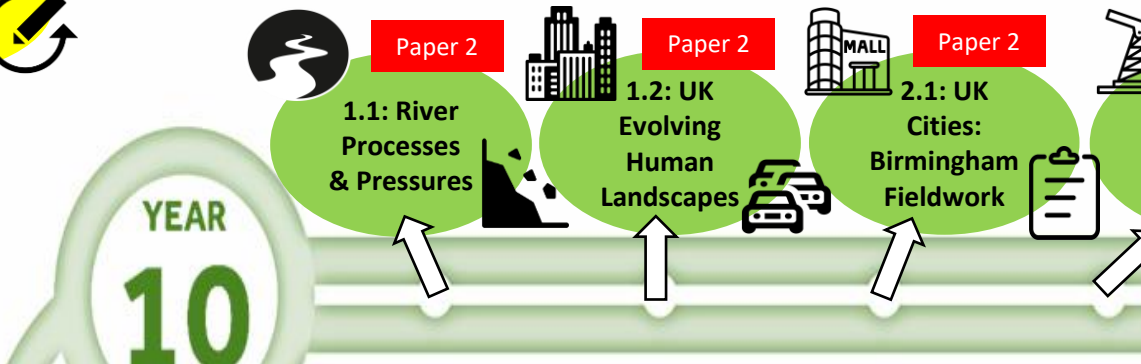 Paper 2
1.1: River
Processes
& Pressures
Paper 2
1.2: UK
Evolving
Human
Landscapes
MALL
Paper 2
2.1: UK
Cities:
Birmingham
Fieldwork
YEAR
10